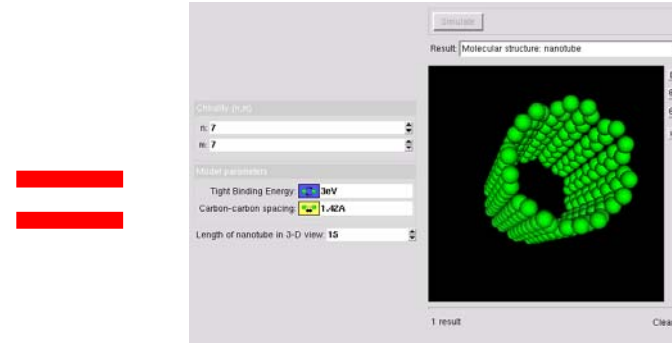 Simulate
Result: Molecular structure: nanotube
Chirality (n,m)
n: 7
m: 7
Model parameters
Tight Binding Energy: 3eV
Carbon-carbon spacing: 1.42A
Length of nanotube in 3-D view: 15
1 result
Clea